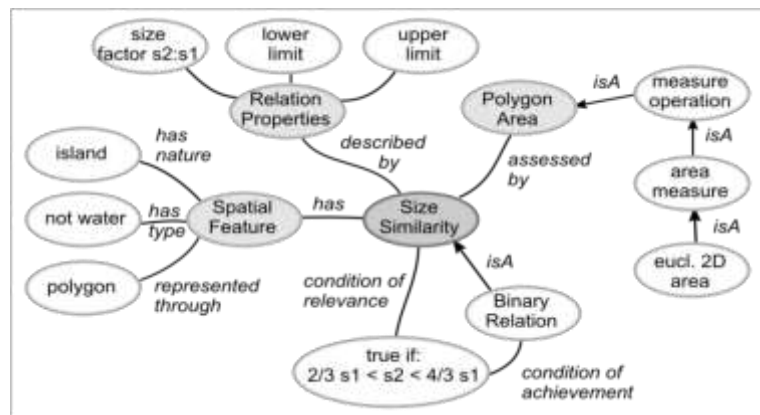 size
factor s2:s1
lower
limit
upper
limit
Relation
Properties
Polygon
Area
isA
measure
operation
described
by
assessed
by
isA
area
measure
isA
eucl. 2D
area
island
has
nature
not water
has
type
Spatial
Feature
has
Size
Similarity
polygon
represented
through
condition of
relevance
isA
Binary
Relation
true if:
2/3 s1 < s2 < 4/3 s1
condition of
achievement